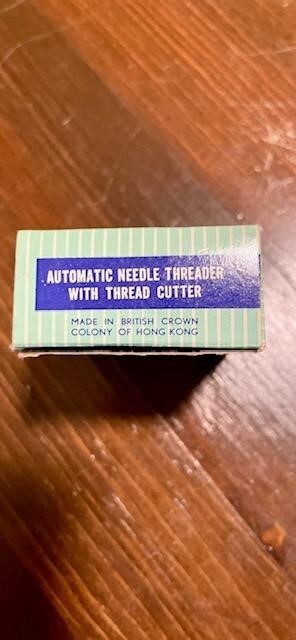 AUTOMATIC NEEDLE THREADER
WITH THREAD CUTTER
MADE IN BRITISH CROWN
COLONY OF HONG KONG